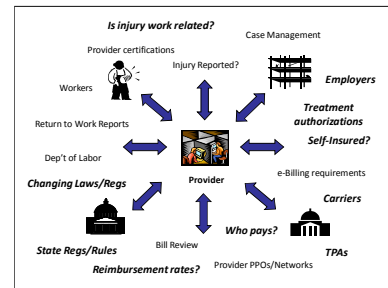 Is injury work related?
Case Management
Provider certifications
Injury Reported?
Workers
Employers
Treatment
authorizations
Return to Work Reports
Self-Insured?
Dep't of Labor
Provider
e-Billing requirements
Changing Laws/Regs
Carriers
Who pays?
State Regs/Rules
Bill Review
TPAs
Reimbursement rates?
Provider PPOs/Networks